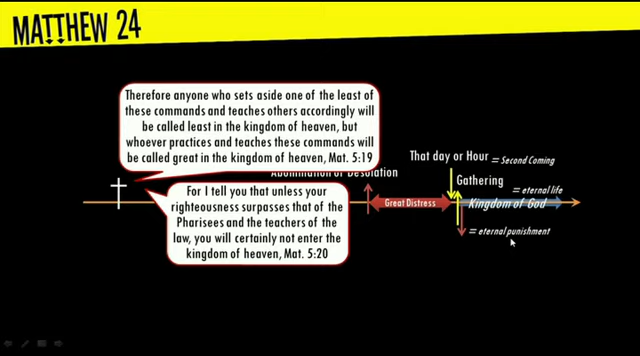 MATTHEW 24
Therefore anyone who sets aside one of the least of
these commands and teaches others accordingly will
be called least in the kingdom of heaven, but
whoever practices and teaches these commands will
be called great in the kingdom of heaven, Mat. 5:19
Abomination of Desolation
For I tell you that unless your
righteousness surpasses that of the
Pharisees and the teachers of the
law, you will certainly not enter the
kingdom of heaven, Mat. 5:20
Great Distress
That day or Hour = Second Coming
Gathering
= eternal life
Kingdom of God
= eternal punishment